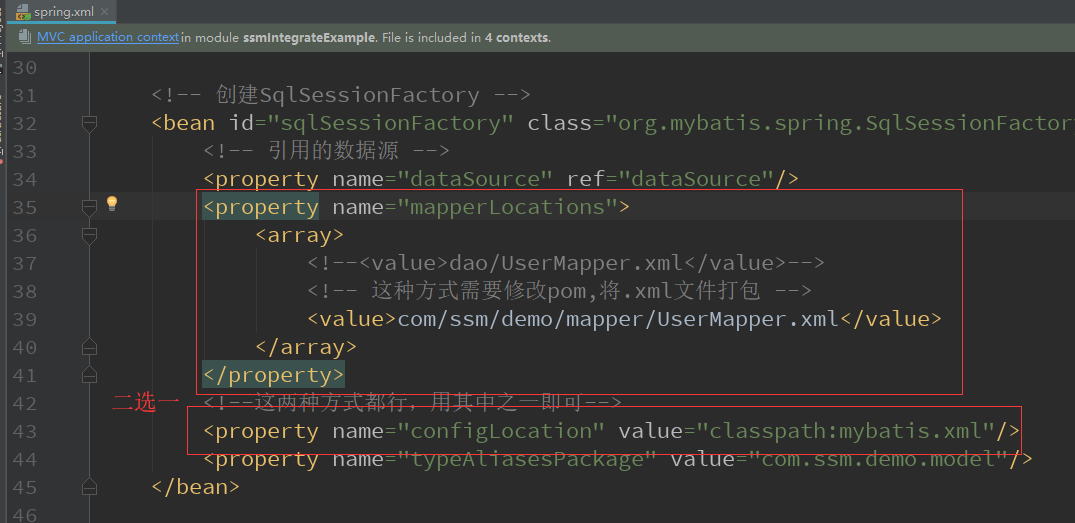 spring.xml
MVC application context in module ssmIntegrateExample. File is included in 4 contexts.
30
31 <!-- 创建SqlSessionFactory -->
32 <bean id="sqlSessionFactory" class="org.mybatis.spring.SqlSessionFactor
33 <!-- 引用的数据源 -->
34 <property name="dataSource" ref="dataSource"/>
35 <property name="mapperLocations">
36 <array>
37 <!--<value>dao/UserMapper.xml</value>-->
38 <!-- 这种方式需要修改pom,将.xml文件打包 -->
39 <value>com/ssm/demo/mapper/UserMapper.xml</value>
40 </array>
41 </property>
42 二选一 <!--这两种方式都行，用其中之一即可-->
43 <property name="configLocation" value="classpath:mybatis.xml"/>
44 <property name="typeAliasesPackage" value="com.ssm.demo.model"/>
45 </bean>
46